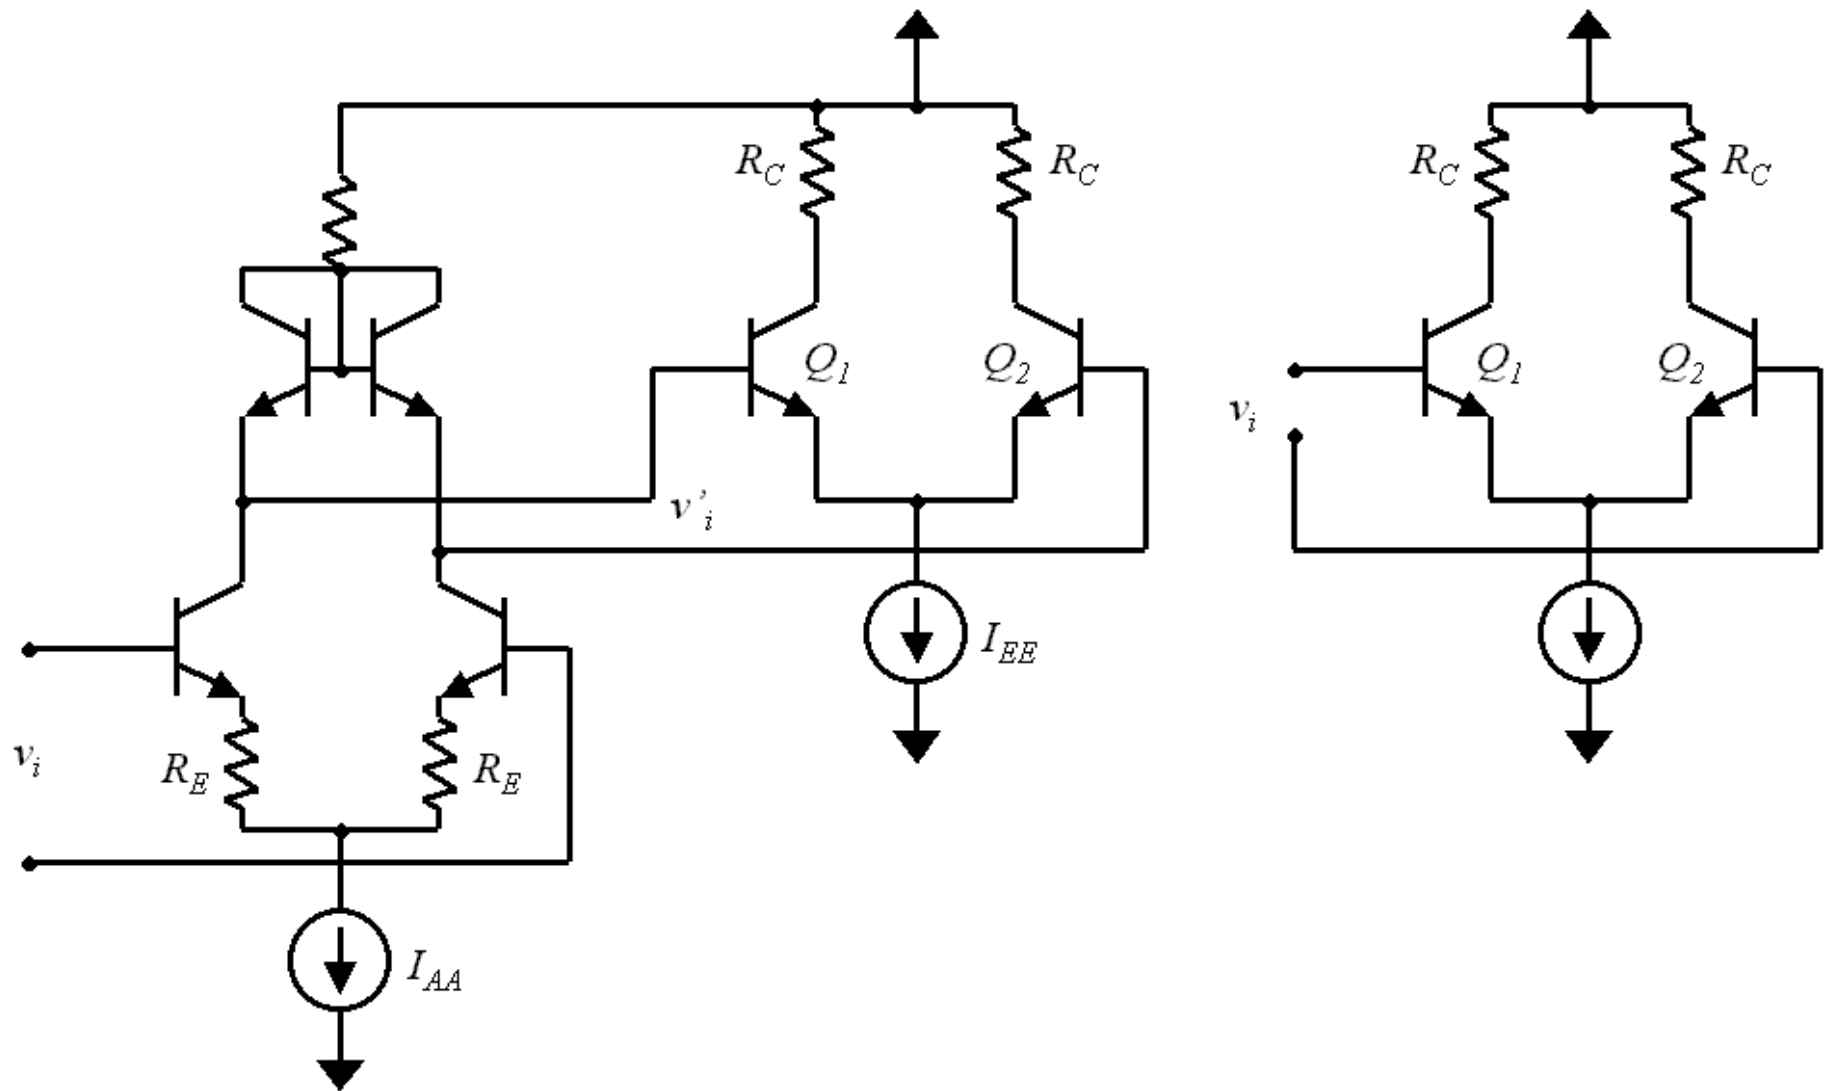 R_C R_C R_C R_C
Q_1 Q_2 Q_1 Q_2
v_i
v'_i
I_EE
v_i R_E R_E
I_AA